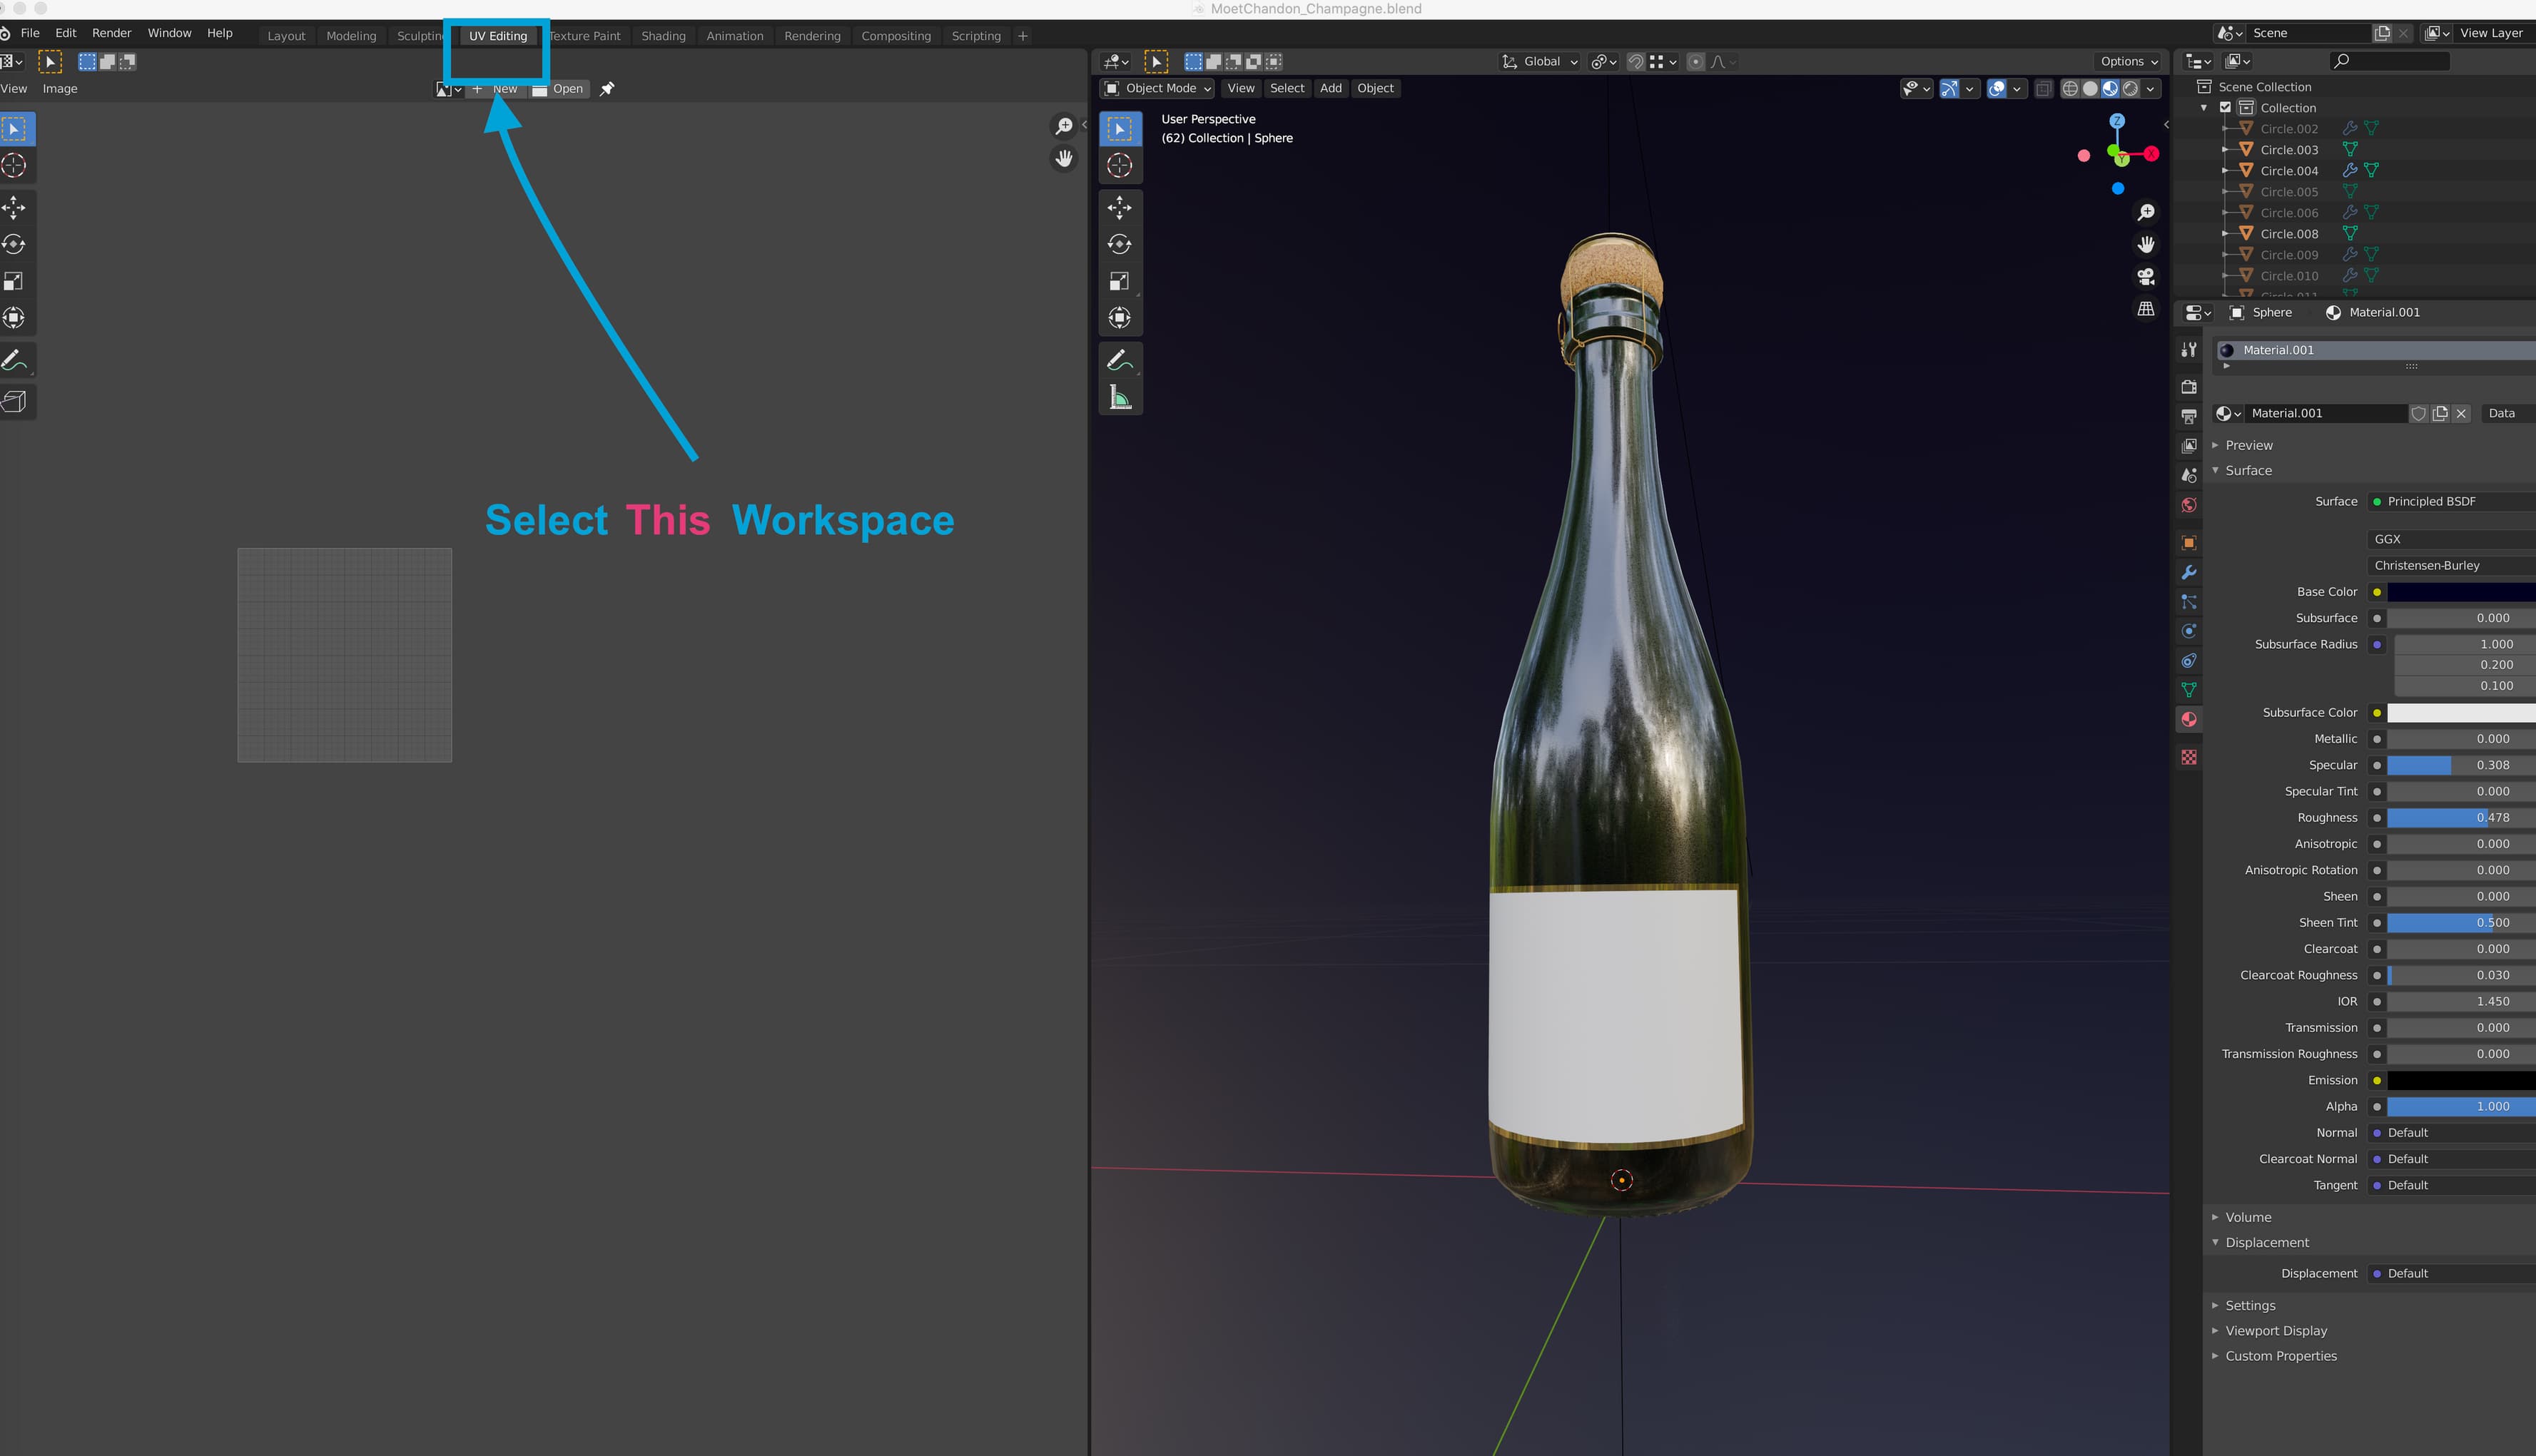 MoetChandon_Champagne.blend
File Edit Render Window Help Layout Modeling UV Editing Texture Paint Shading Animation Rendering Compositing Scripting + Scene View Layer
Global Options
View Image + New Open Object Mode View Select Add Object
User Perspective
(62) Collection | Sphere
Z
X
Y
Select This Workspace
Scene Collection
Collection
Circle.002
Circle.003
Circle.004
Circle.005
Circle.006
Circle.008
Circle.009
Circle.010
Sphere Material.001
Material.001
Material.001 Data
Preview
Surface
Surface Principled BSDF
GGX
Christensen-Burley
Base Color
Subsurface 0.000
Subsurface Radius 1.000
0.200
0.100
Subsurface Color
Metallic 0.000
Specular 0.308
Specular Tint 0.000
Roughness 0.478
Anisotropic 0.000
Anisotropic Rotation 0.000
Sheen 0.000
Sheen Tint 0.500
Clearcoat 0.000
Clearcoat Roughness 0.030
IOR 1.450
Transmission 0.000
Transmission Roughness 0.000
Emission
Alpha 1.000
Normal Default
Clearcoat Normal Default
Tangent Default
Volume
Displacement
Displacement Default
Settings
Viewport Display
Custom Properties